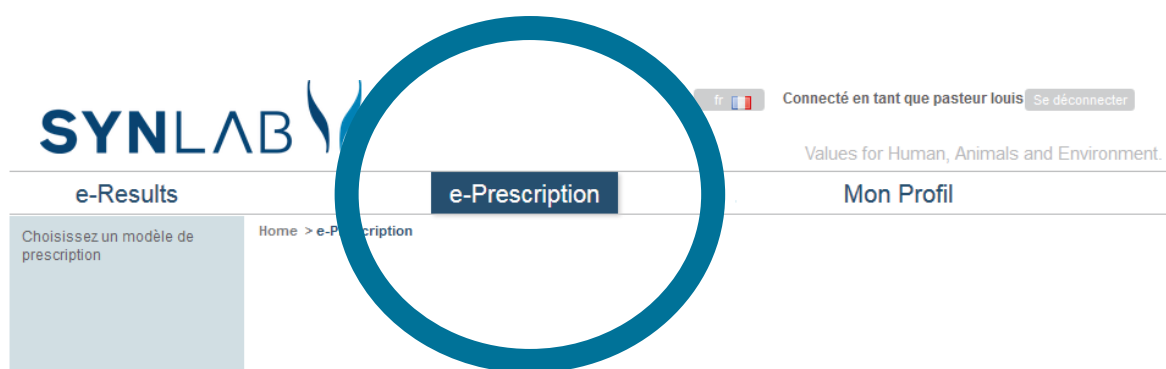 SYNLAB
fr
Connecté en tant que pasteur louis Se déconnecter
Values for Human, Animals and Environment.
e-Results
e-Prescription
Mon Profil
Choisissez un modèle de
prescription
Home > e-Prescription